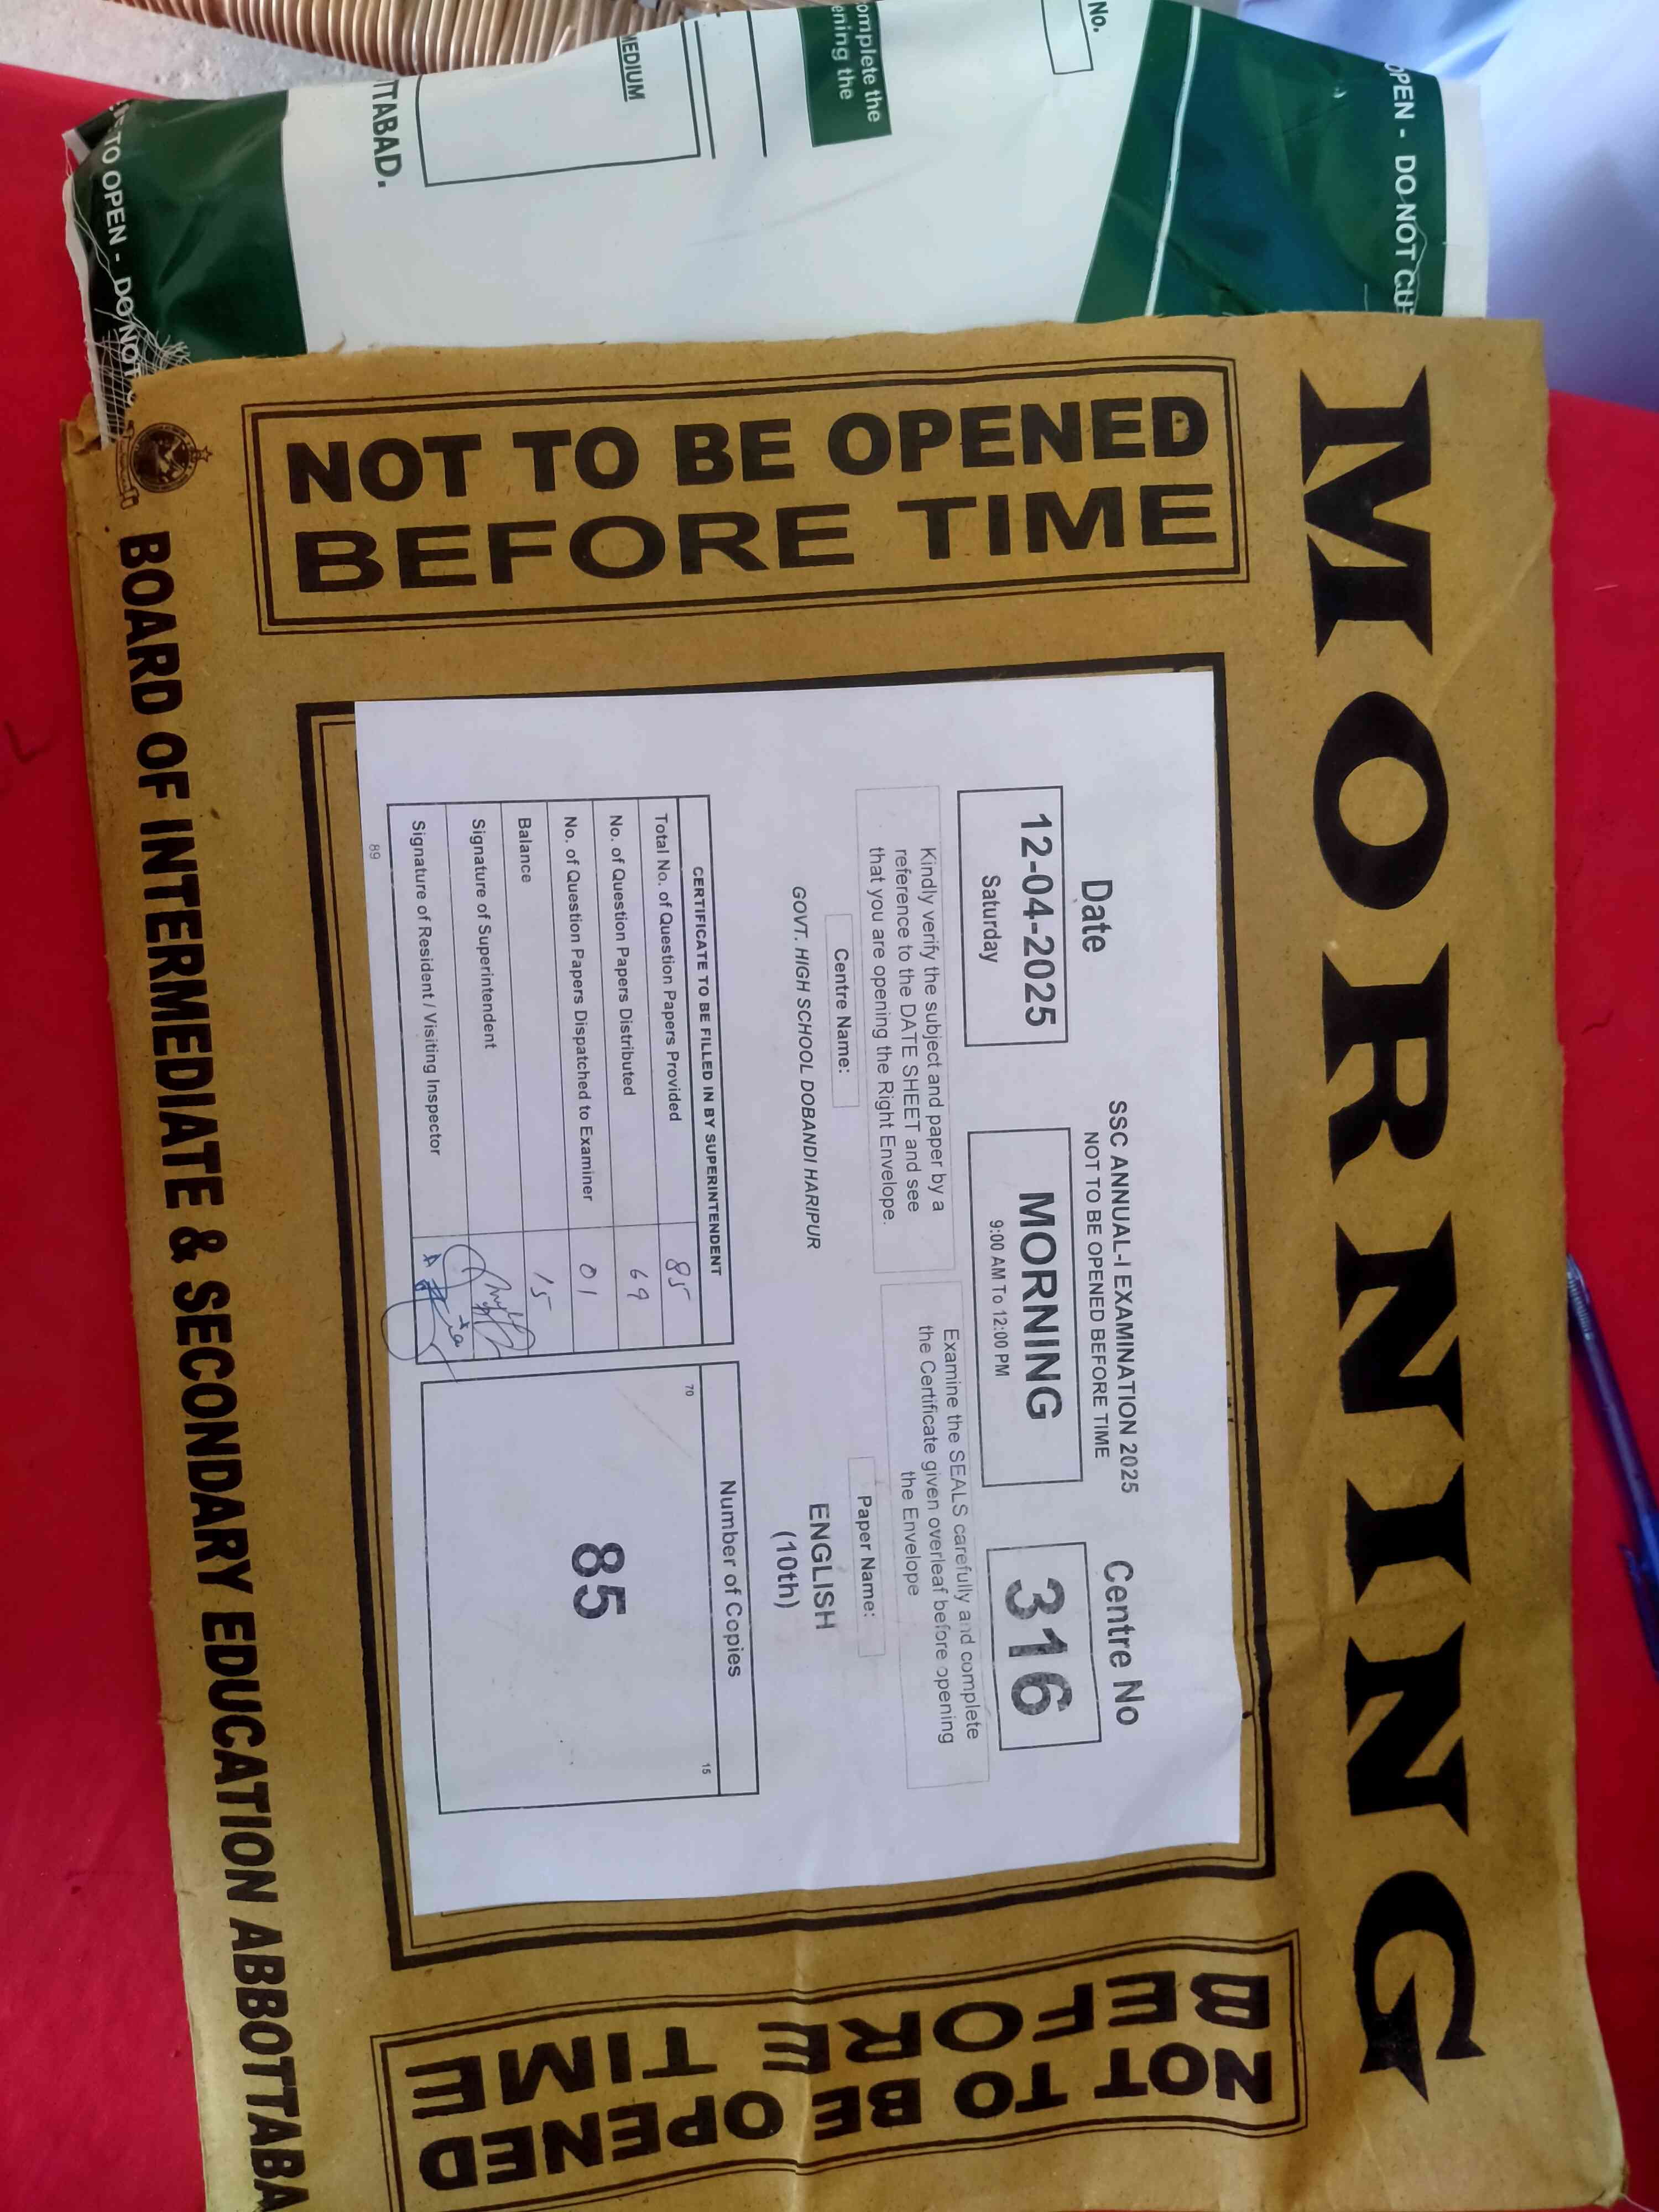 No.
OPEN - DO NOT CU
omplete the
ening the
MEDIUM
TTABAD.
TO OPEN - DO NOT
MORNING
NOT TO BE OPENED
BEFORE TIME
Date
SSC ANNUAL-I EXAMINATION 2025
NOT TO BE OPENED BEFORE TIME
Centre No
12-04-2025
Saturday
MORNING
9:00 AM To 12:00 PM
316
Kindly verify the subject and paper by a
reference to the DATE SHEET and see
that you are opening the Right Envelope.
Examine the SEALS carefully and complete
the Certificate given overleaf before opening
the Envelope
Centre Name:
GOVT. HIGH SCHOOL DOBANDI HARIPUR
Paper Name:
ENGLISH
(10th)
CERTIFICATE TO BE FILLED IN BY SUPERINTENDENT
Total No. of Question Papers Provided 85
No. of Question Papers Distributed 69
No. of Question Papers Dispatched to Examiner 01
Balance 15
Signature of Superintendent
Signature of Resident / Visiting Inspector
89
Number of Copies
70
15
85
NOT TO BE OPENED
BEFORE TIME
BOARD OF INTERMEDIATE & SECONDARY EDUCATION ABBOTTABA